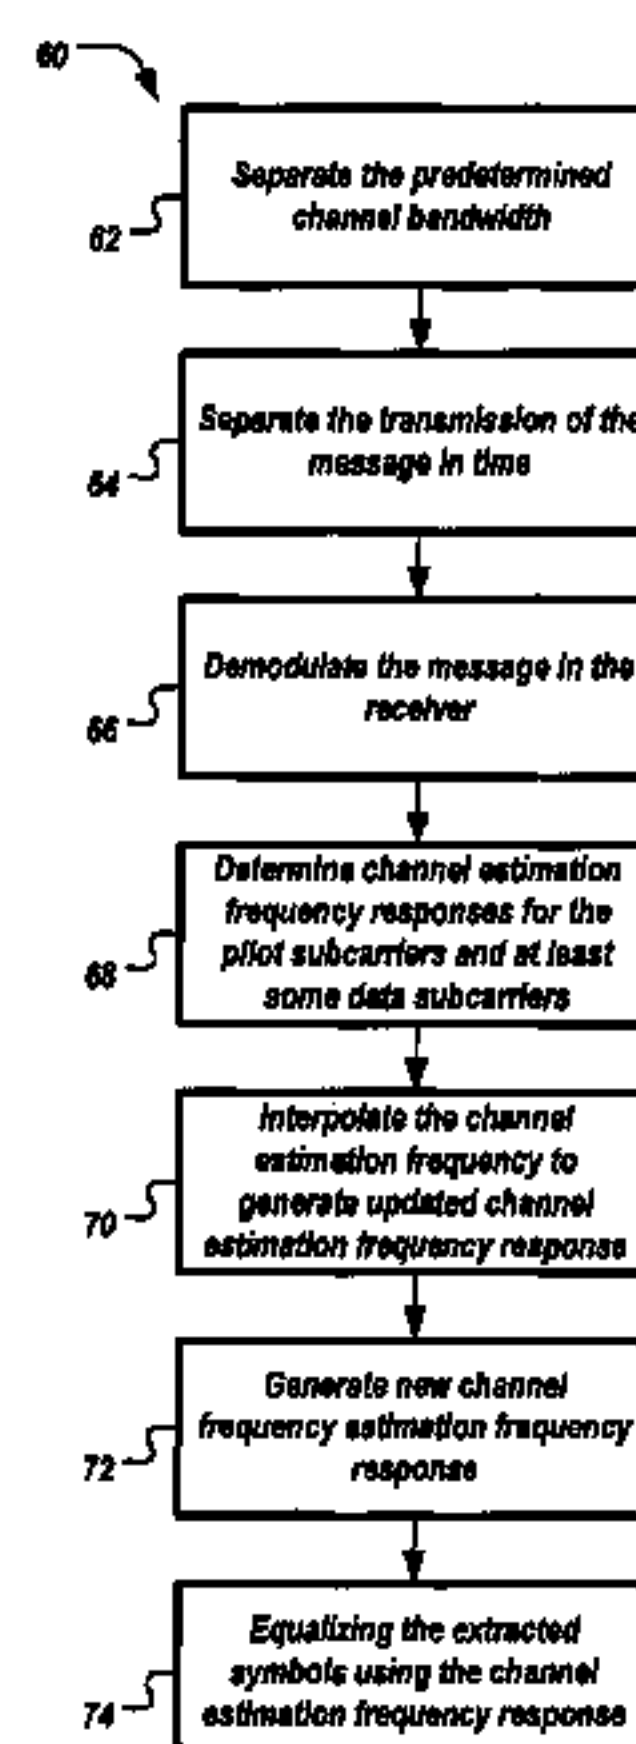 60
Separate the predetermined
channel bandwidth
62
Separate the transmission of the
message in time
64
Demodulate the message in the
receiver
66
Determine channel estimation
frequency responses for the
pilot subcarriers and at least
some data subcarriers
68
Interpolate the channel
estimation frequency to
generate updated channel
estimation frequency response
70
Generate new channel
frequency estimation frequency
response
72
Equalizing the extracted
symbols using the channel
estimation frequency response
74